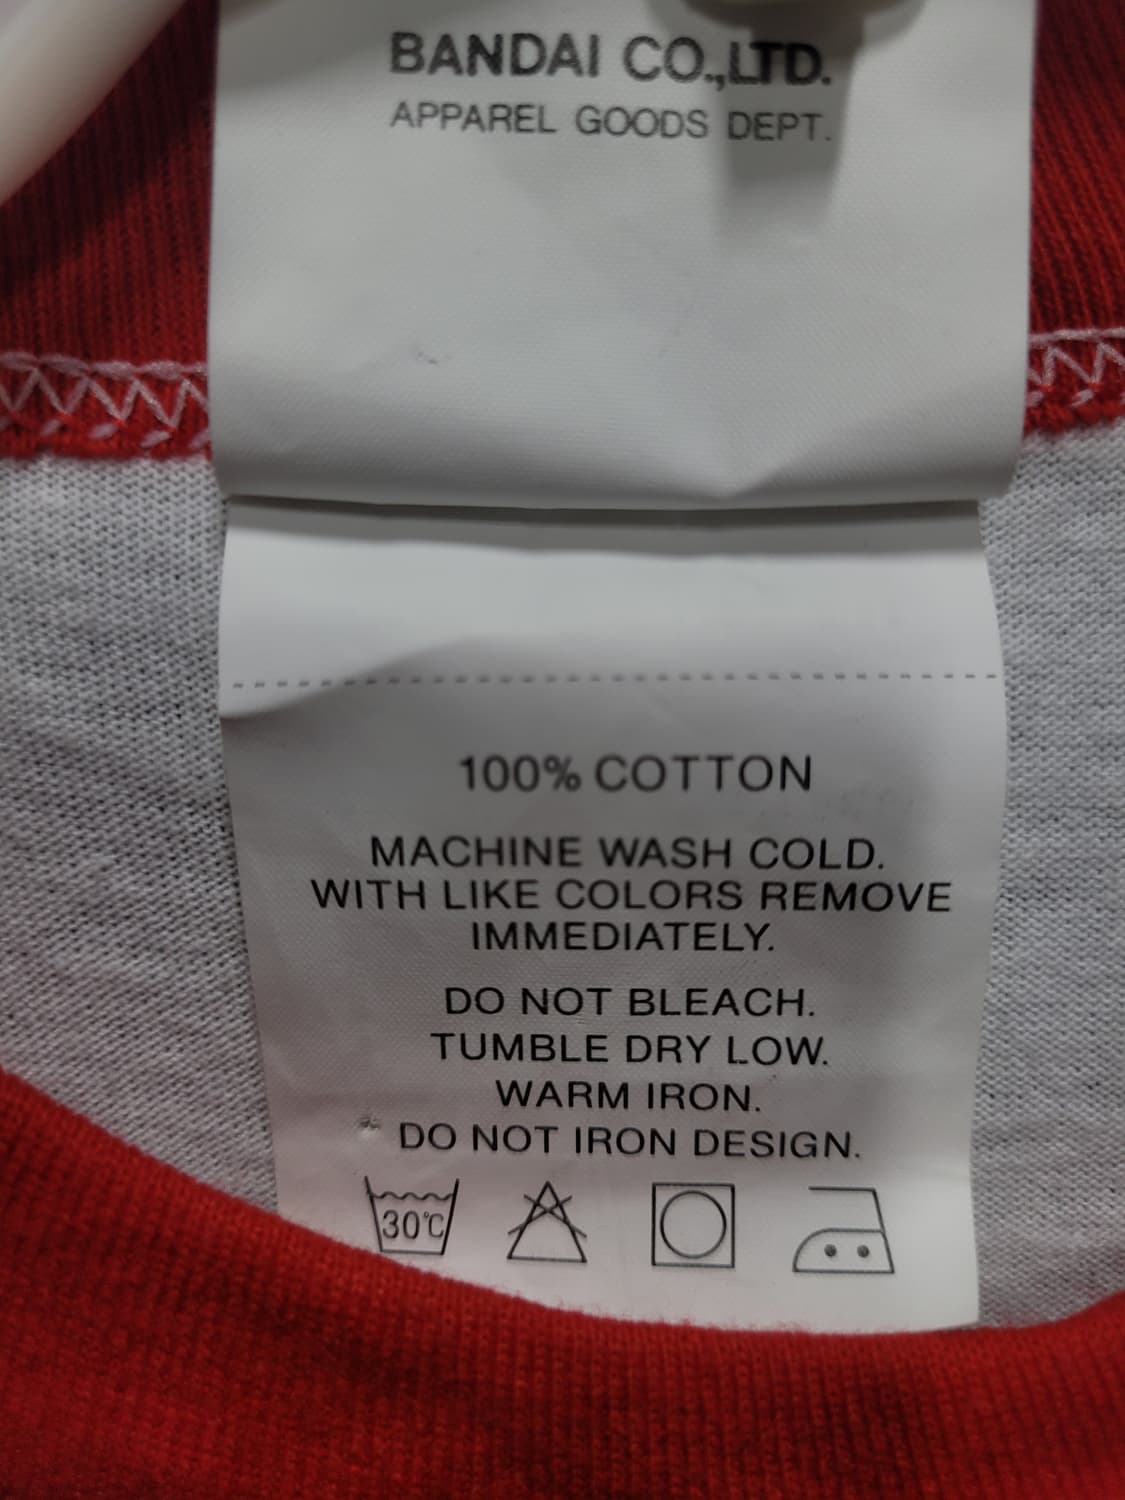 BANDAI CO.,LTD.
APPAREL GOODS DEPT.
100% COTTON
MACHINE WASH COLD.
WITH LIKE COLORS REMOVE
IMMEDIATELY.
DO NOT BLEACH.
TUMBLE DRY LOW.
WARM IRON.
DO NOT IRON DESIGN.
30℃